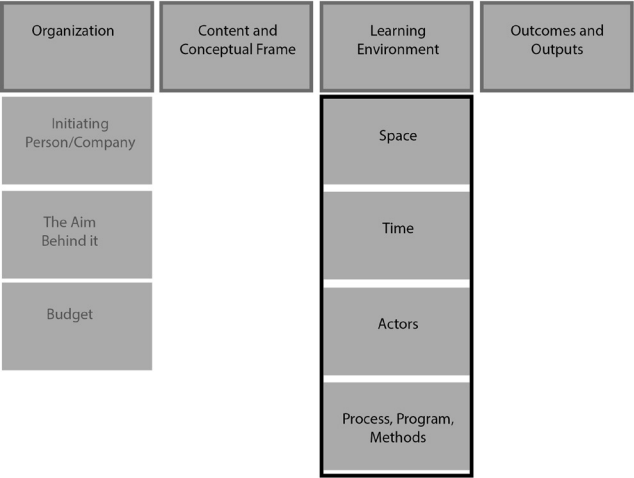 Organization
Content and
Conceptual Frame
Learning
Environment
Outcomes and
Outputs
Initiating
Person/Company
The Aim
Behind it
Budget
Space
Time
Actors
Process, Program,
Methods